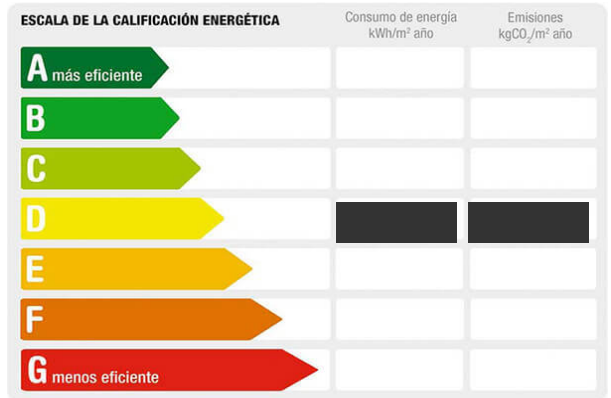 ESCALA DE LA CALIFICACIÓN ENERGÉTICA
Consumo de energía
kWh/m² año
Emisiones
kgCO₂/m² año
A más eficiente
B
C
D
E
F
G menos eficiente